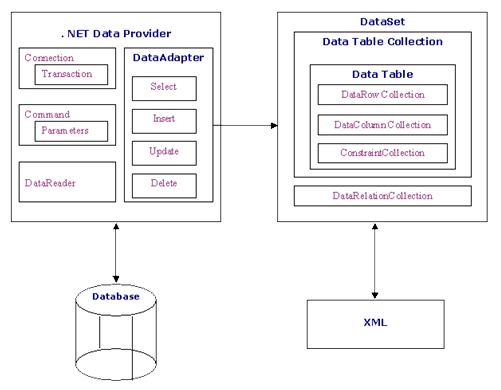 . NET Data Provider
Connection
Transaction
Command
Parameters
DataReader
DataAdapter
Select
Insert
Update
Delete
DataSet
Data Table Collection
Data Table
DataRowCollection
DataColumnCollection
ConstraintCollection
DataRelationCollection
Database
XML